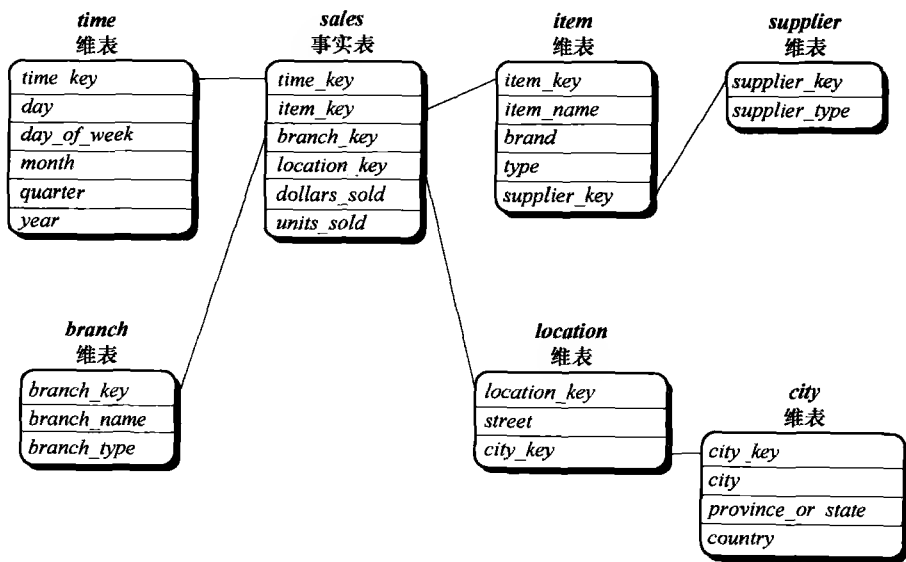 time
维表
time_key
day
day_of_week
month
quarter
year
sales
事实表
time_key
item_key
branch_key
location_key
dollars_sold
units_sold
item
维表
item_key
item_name
brand
type
supplier_key
supplier
维表
supplier_key
supplier_type
branch
维表
branch_key
branch_name
branch_type
location
维表
location_key
street
city_key
city
维表
city_key
city
province_or_state
country